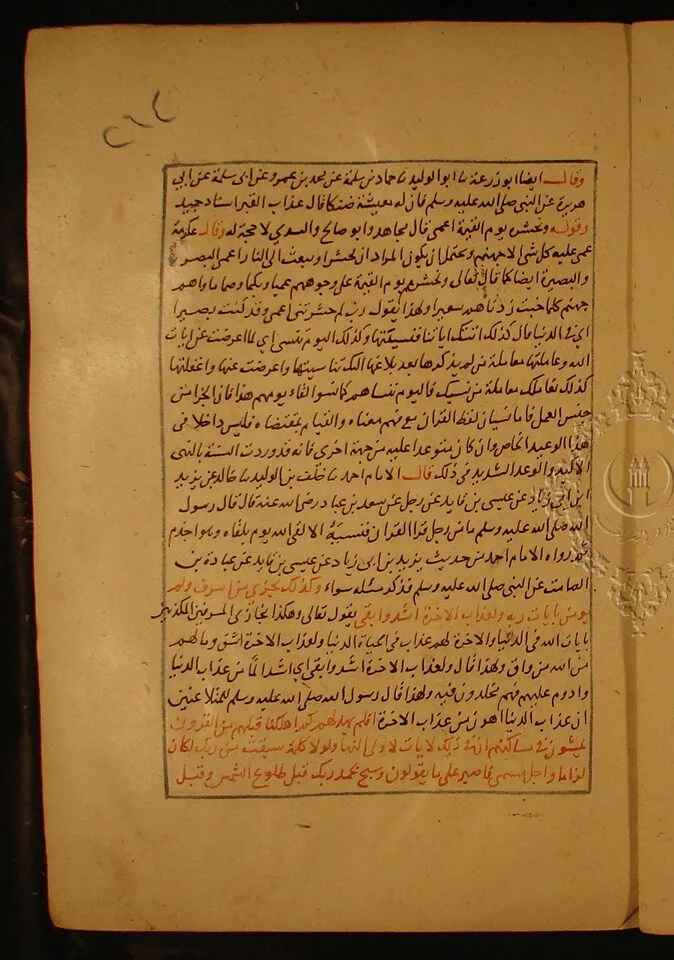 ٢٦٤
وقال ايضا ابو زرعة نا ابو الوليد نا حماد بن سلمة عن محمد بن عمرو عن ابى سلمة عن ابي
هريرة عن النبي صلى الله عليه وسلم فان له معيشة ضنكا قال عذاب القبر اسناد جيد
وقوله ونحشره يوم القيمة اعمى قال مجاهد وابو صالح والسدي لا حجة له وقال عكرمة
عمى عليه كل شي الا جهنم ويحتمل ان يكون المراد انه يحشر او يبعث الى النار اعمى البصر
والبصيرة ايضا كما قال تعالى ونحشرهم يوم القيمة على وجوههم عميا وبكما وصما ماواهم
جهنم كلما خبت زدناهم سعيرا ولهذا يقول رب لم حشرتني اعمى وقد كنت بصيرا
اي في الدنيا قال كذلك اتتك اياتنا فنسيتها وكذلك اليوم تنسى اي لما اعرضت عن ايات
الله وعاملتها معاملة من لم يذكرها بعد بلاغها اليك تناسيتها واعرضت عنها واغفلتها
كذلك نعاملك معاملة من نسيك فاليوم ننساهم كما نسوا لقاء يومهم هذا فان الجزا من
جنس العمل فاما نسيان لفظ القران مع فهم معناه والقيام بمقتضاه فليس داخلا في
هذا الوعيد الخاص وان كان متوعدا عليه من جهة اخرى فانه قد وردت السنة بالنهى
الاكيد والوعيد الشديد في ذلك قال الامام احمد نا خلف بن الوليد نا خالد عن يزيد
ابن ابي زياد عن عيسى بن فايد عن رجل عن سعد بن عباد رضى الله عنه قال قال رسول
الله صلى الله عليه وسلم ما من رجل قرا القران فنسيه الا لقى الله يوم يلقاه وهو اجذم
ثم رواه الامام احمد من حديث يزيد بن ابى زياد عن عيسى بن فايد عن عبادة بن
الصامت عن النبي صلى الله عليه وسلم فذكر مثله سواء وكذلك نجزى من اسرف ولم
يومن بايات ربه ولعذاب الاخرة اشد وابقى يقول تعالى وهكذا نجازى المسرفين المكذبين
بايات الله في الدنيا والاخرة لهم عذاب في الحياة الدنيا ولعذاب الاخرة اشق وما لهم
من الله من واق ولهذا قال ولعذاب الاخرة اشد وابقى اي اشد الما من عذاب الدنيا
وادوم عليهم فهم مخلدون فيه ولهذا قال رسول الله صلى الله عليه وسلم للمتلاعنين
ان عذاب الدنيا اهون من عذاب الاخرة افلم يهد لهم كم اهلكنا قبلهم من القرون
يمشون في مساكنهم ان في ذلك لايات لاولى النهى ولولا كلمة سبقت من ربك لكان
لزاما واجل مسمى فاصبر على ما يقولون وسبح بحمد ربك قبل طلوع الشمس وقبل